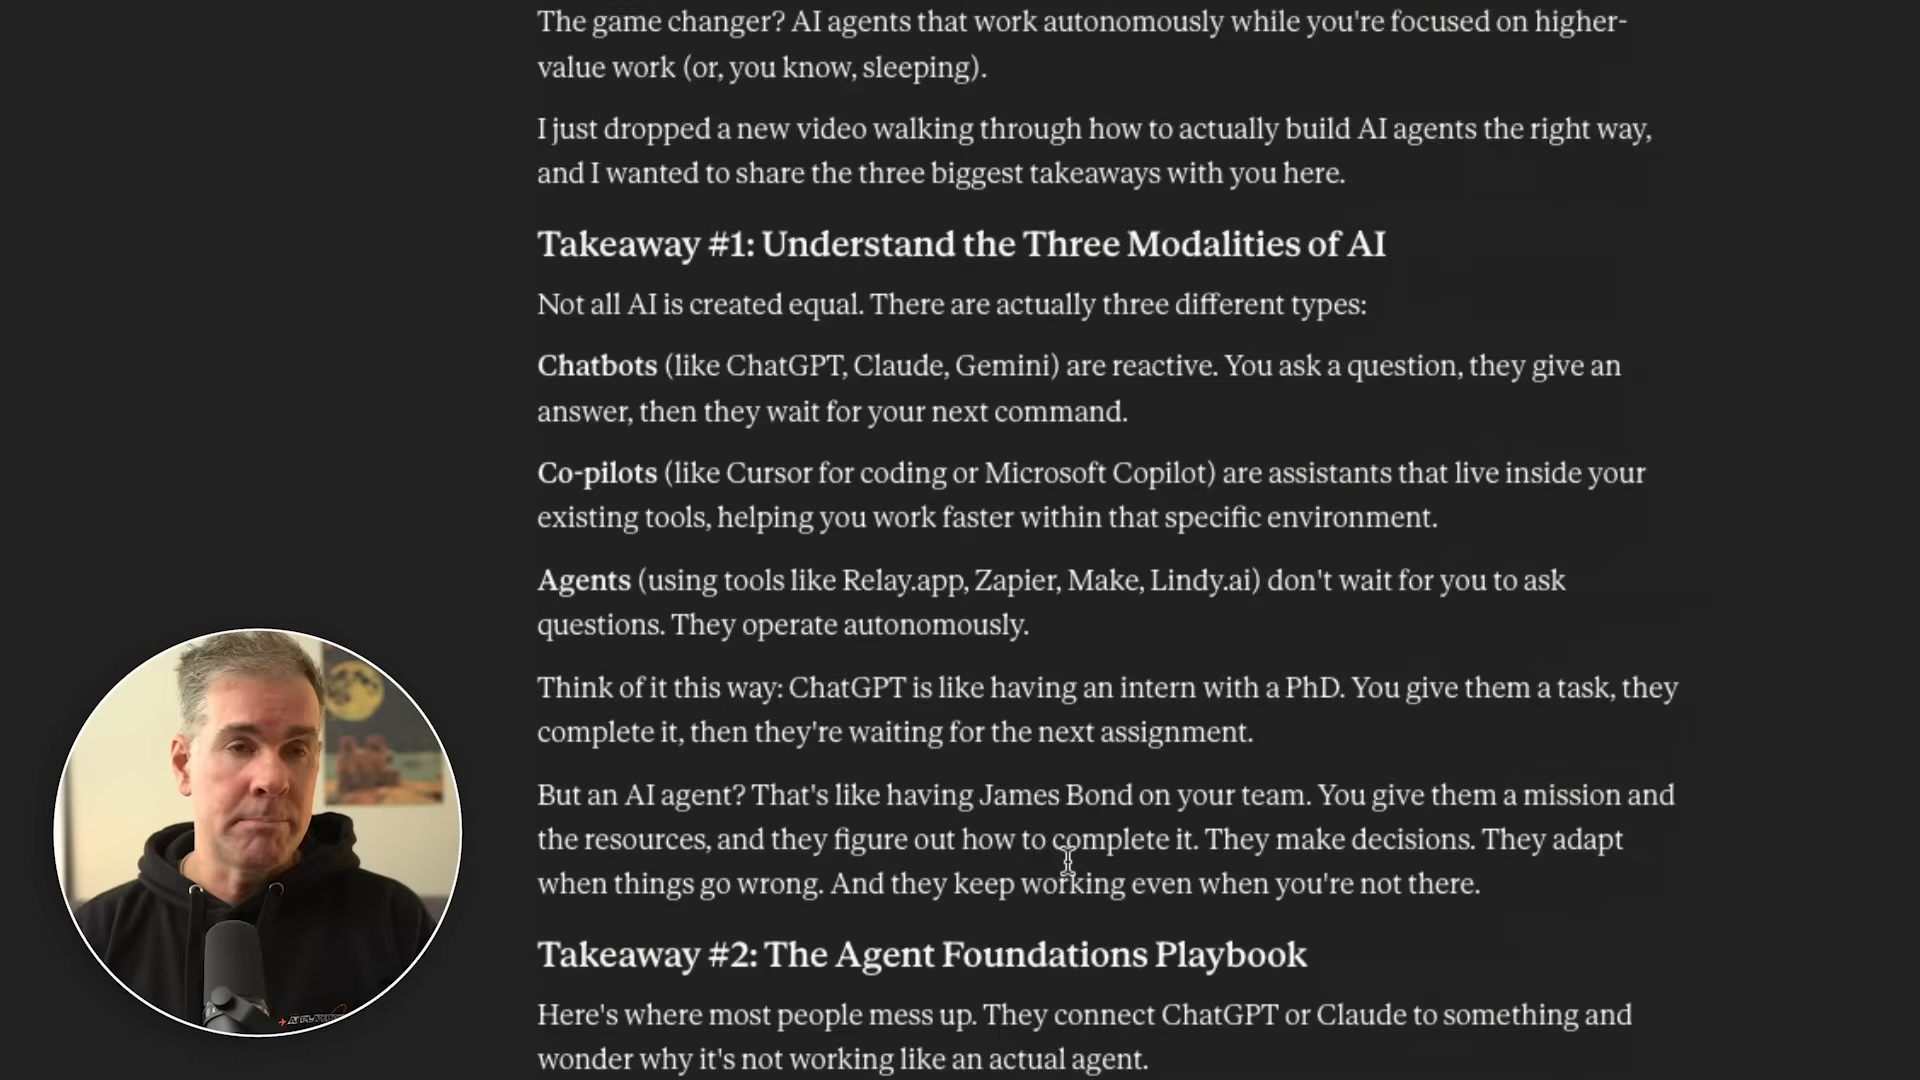 The game changer? AI agents that work autonomously while you're focused on higher-
value work (or, you know, sleeping).
I just dropped a new video walking through how to actually build AI agents the right way,
and I wanted to share the three biggest takeaways with you here.
Takeaway #1: Understand the Three Modalities of AI
Not all AI is created equal. There are actually three different types:
Chatbots (like ChatGPT, Claude, Gemini) are reactive. You ask a question, they give an
answer, then they wait for your next command.
Co-pilots (like Cursor for coding or Microsoft Copilot) are assistants that live inside your
existing tools, helping you work faster within that specific environment.
Agents (using tools like Relay.app, Zapier, Make, Lindy.ai) don't wait for you to ask
questions. They operate autonomously.
Think of it this way: ChatGPT is like having an intern with a PhD. You give them a task, they
complete it, then they're waiting for the next assignment.
But an AI agent? That's like having James Bond on your team. You give them a mission and
the resources, and they figure out how to complete it. They make decisions. They adapt
when things go wrong. And they keep working even when you're not there.
Takeaway #2: The Agent Foundations Playbook
Here's where most people mess up. They connect ChatGPT or Claude to something and
wonder why it's not working like an actual agent.